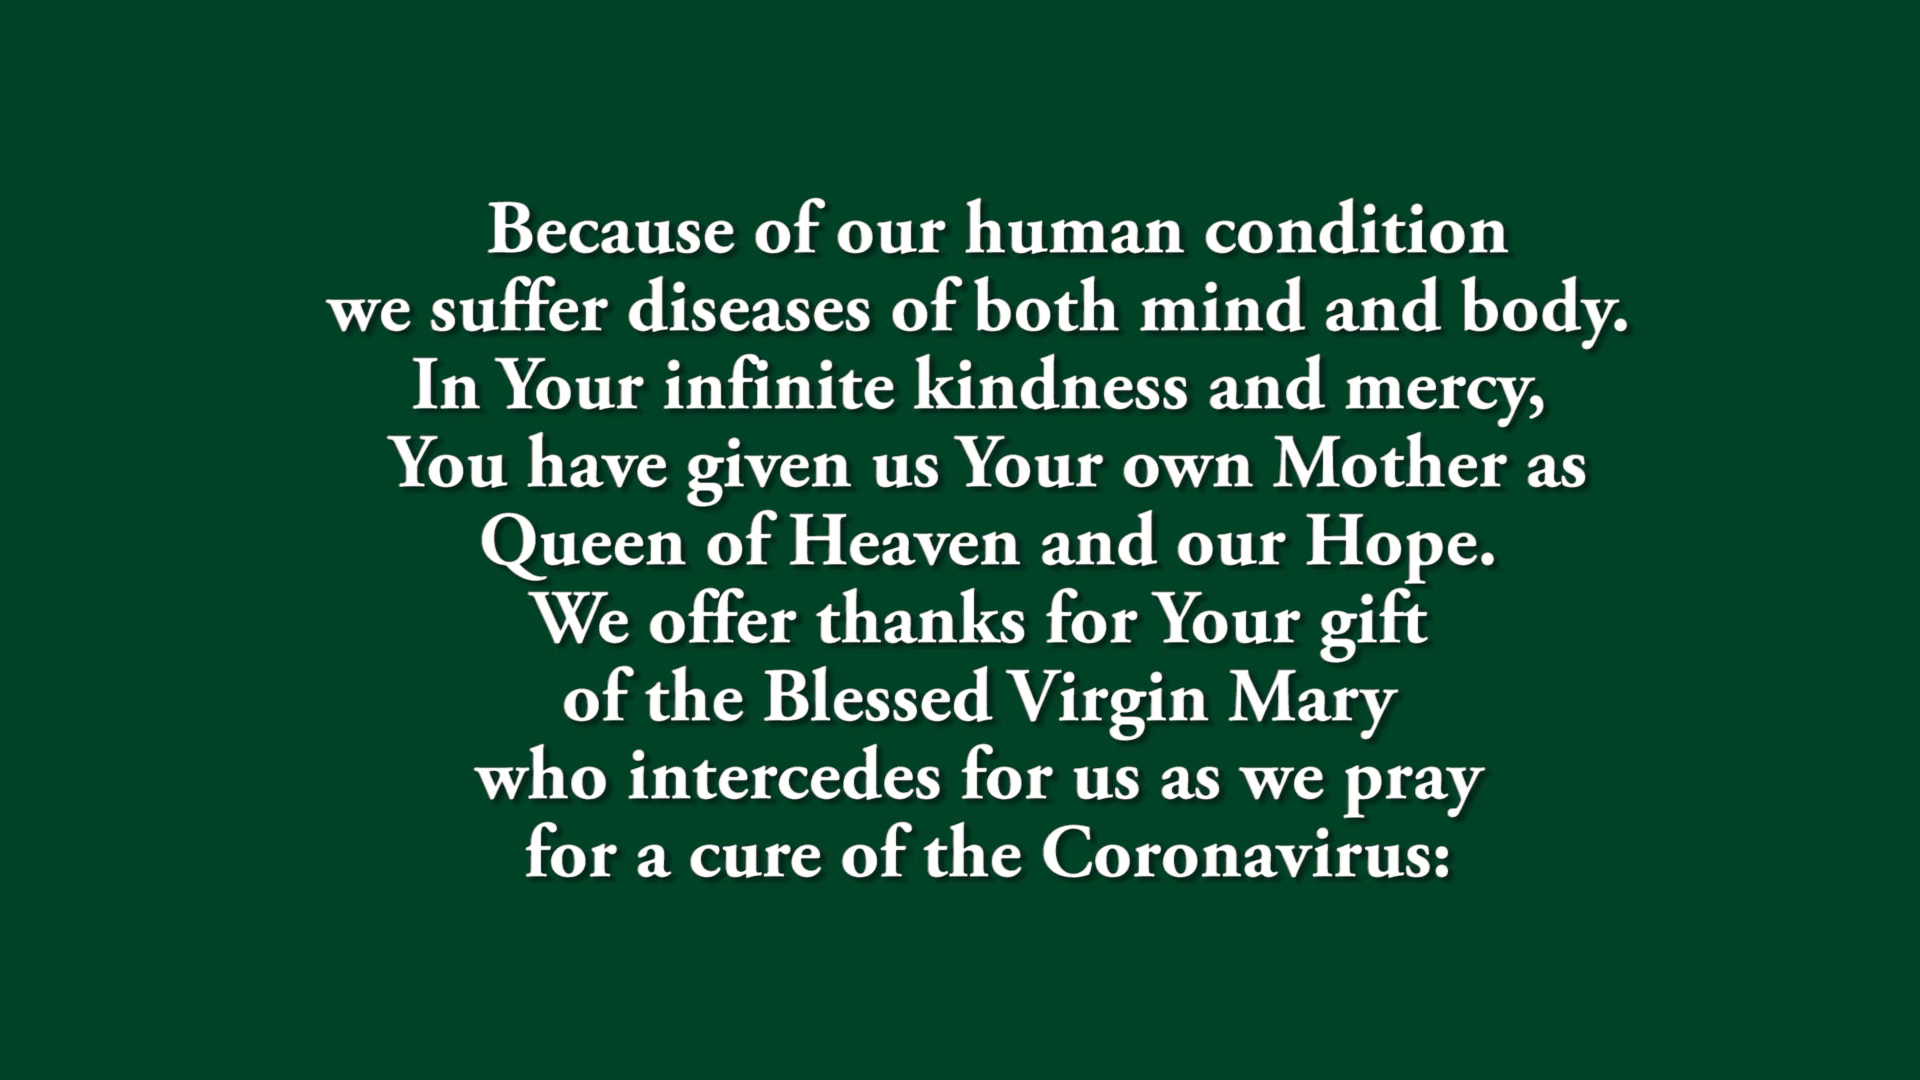 Because of our human condition
we suffer diseases of both mind and body.
In Your infinite kindness and mercy,
You have given us Your own Mother as
Queen of Heaven and our Hope.
We offer thanks for Your gift
of the Blessed Virgin Mary
who intercedes for us as we pray
for a cure of the Coronavirus: